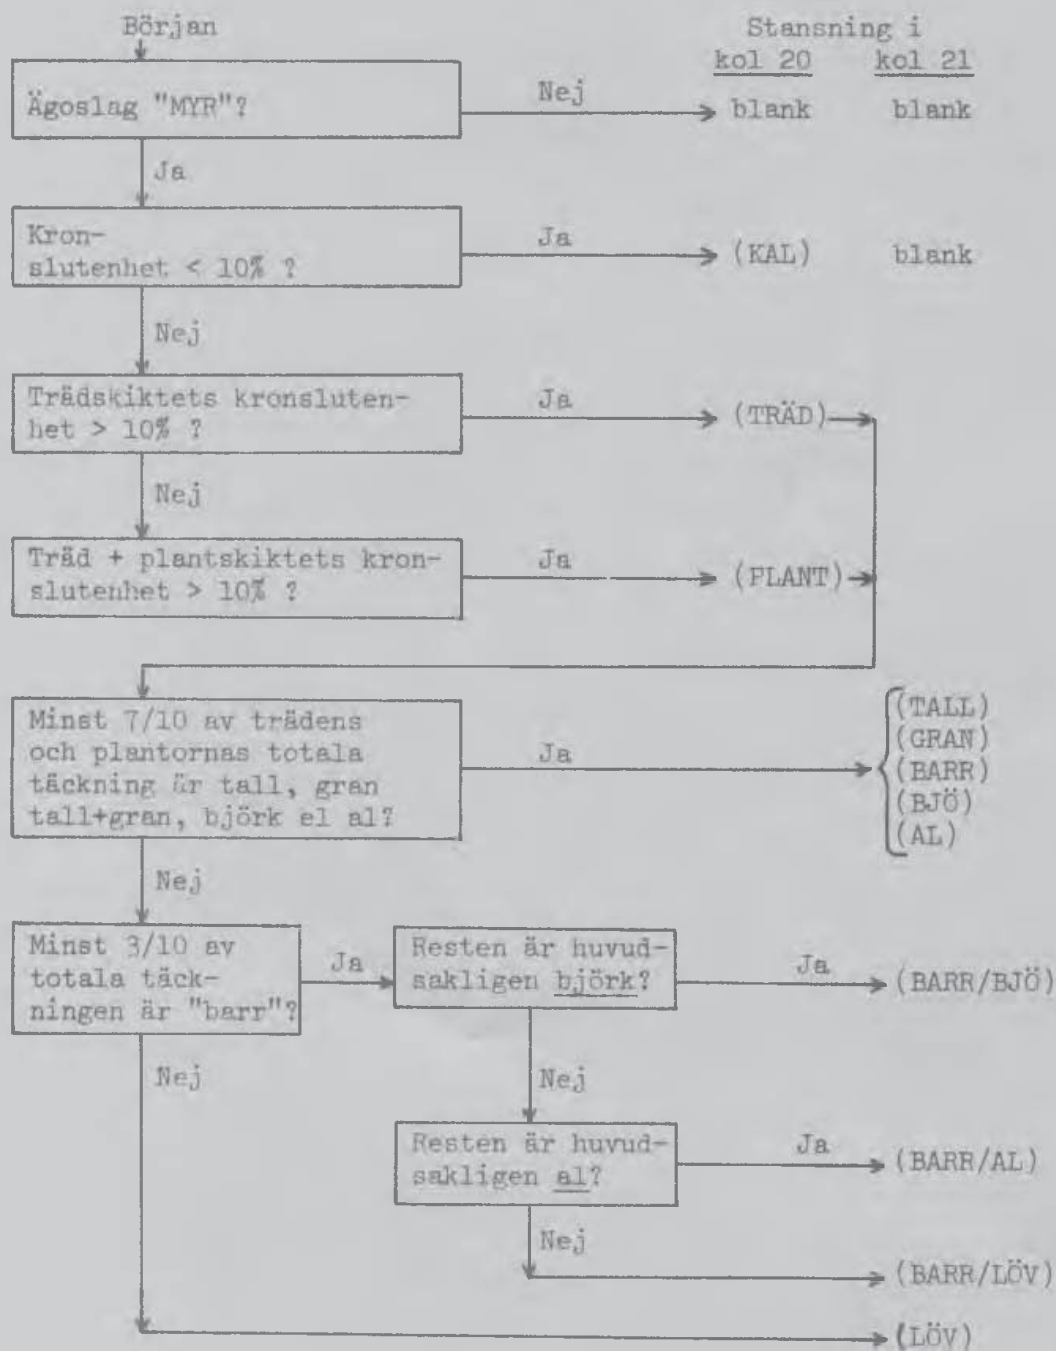 Början
Stansning i
kol 20 kol 21
Ägoslag "MYR"?
Nej
blank blank
Ja
Kron-
slutenhet < 10% ?
Ja
(KAL) blank
Nej
Trädskiktets kronsluten-
het > 10% ?
Ja
(TRÄD)
Nej
Träd + plantskiktets kron-
slutenhet > 10% ?
Ja
(PLANT)
Minst 7/10 av trädens
och plantornas totala
täckning är tall, gran
tall+gran, björk el al?
Ja
(TALL)
(GRAN)
(BARR)
(BJÖ)
(AL)
Nej
Minst 3/10 av
totala täck-
ningen är "barr"?
Ja
Resten är huvud-
sakligen björk?
Ja
(BARR/BJÖ)
Nej
Nej
Resten är huvud-
sakligen al?
Ja
(BARR/AL)
Nej
(BARR/LÖV)
(LÖV)